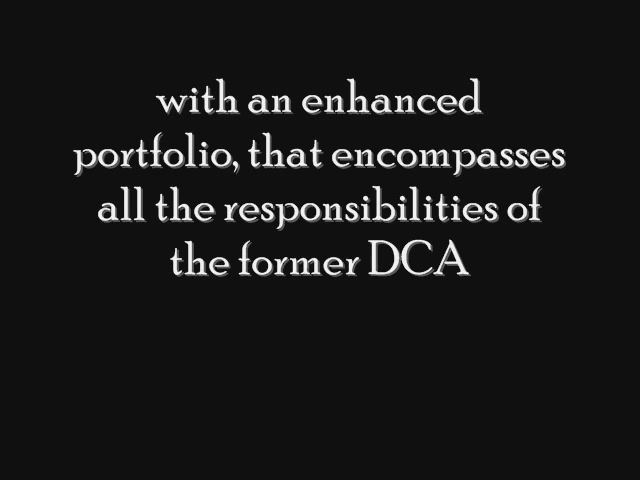 with an enhanced
portfolio, that encompasses
all the responsibilities of
the former DCA